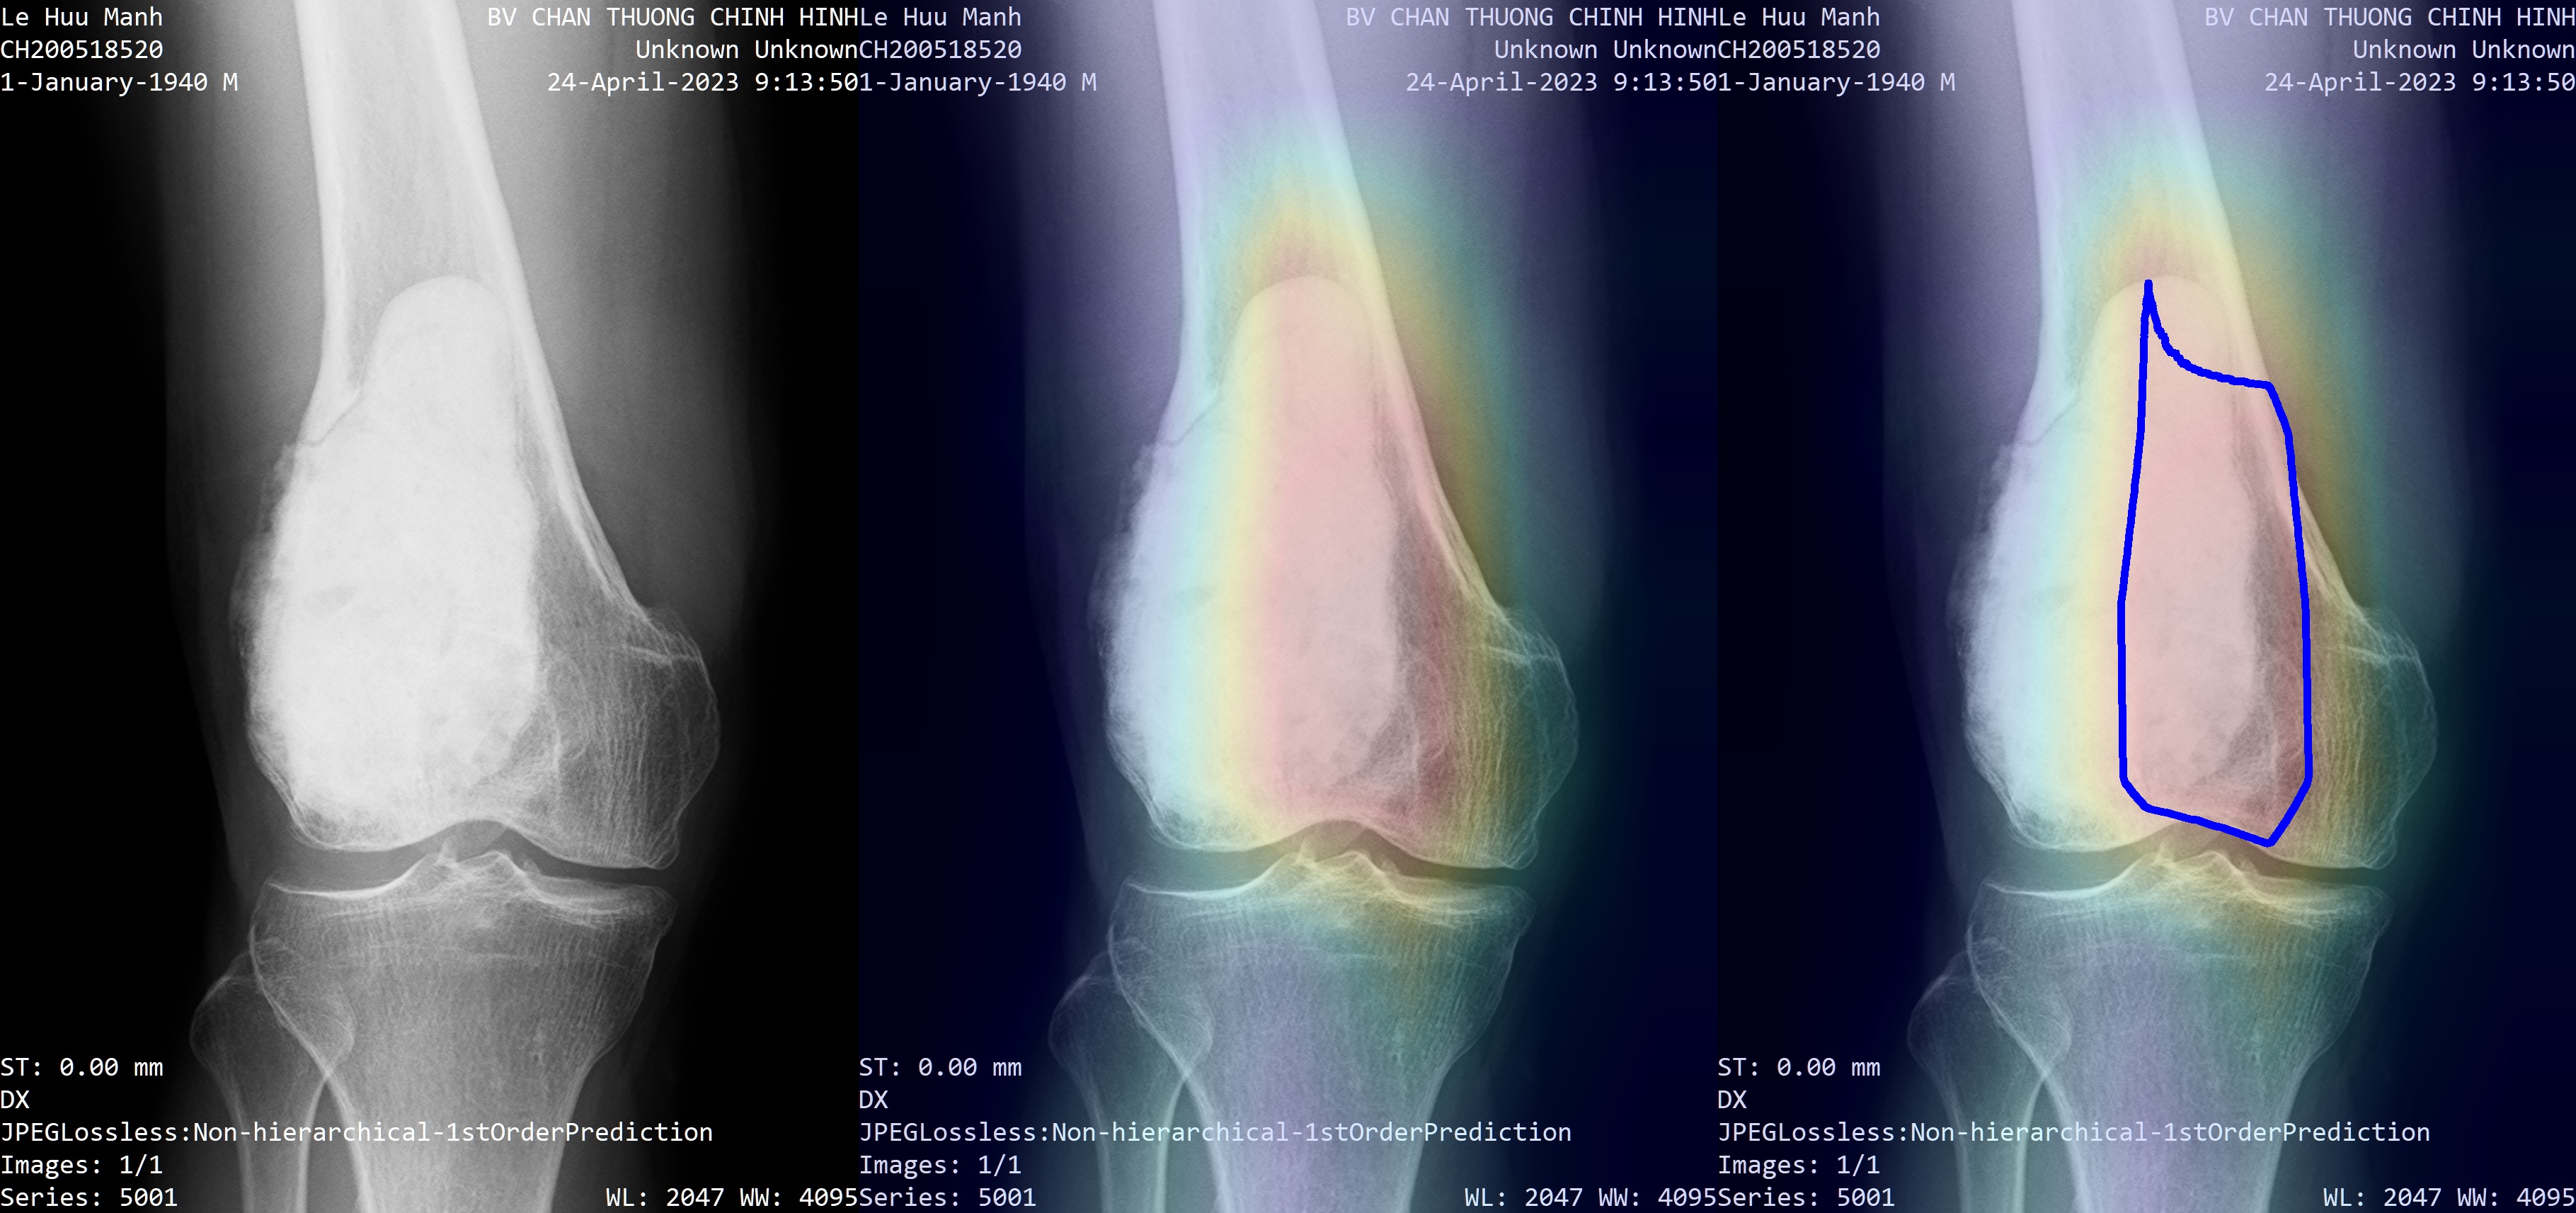 Le Huu Manh
CH200518520
1-January-1940 M
BV CHAN THUONG CHINH HINH
Unknown Unknown
24-April-2023 9:13:50
ST: 0.00 mm
DX
JPEGLossless:Non-hierarchical-1stOrderPrediction
Images: 1/1
Series: 5001
WL: 2047 WW: 4095
Le Huu Manh
CH200518520
1-January-1940 M
BV CHAN THUONG CHINH HINH
Unknown Unknown
24-April-2023 9:13:50
ST: 0.00 mm
DX
JPEGLossless:Non-hierarchical-1stOrderPrediction
Images: 1/1
Series: 5001
WL: 2047 WW: 4095
Le Huu Manh
CH200518520
1-January-1940 M
BV CHAN THUONG CHINH HINH
Unknown Unknown
24-April-2023 9:13:50
ST: 0.00 mm
DX
JPEGLossless:Non-hierarchical-1stOrderPrediction
Images: 1/1
Series: 5001
WL: 2047 WW: 4095